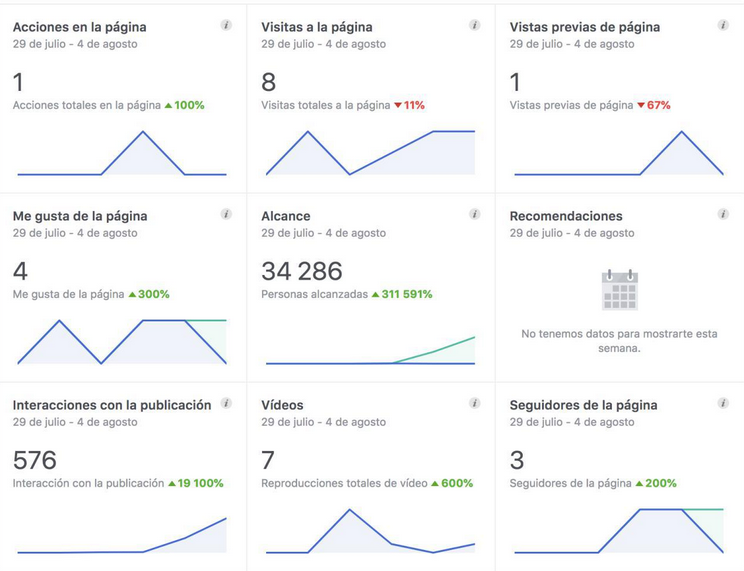 Acciones en la página
29 de julio - 4 de agosto
1
Acciones totales en la página 100%
Visitas a la página
29 de julio - 4 de agosto
8
Visitas totales a la página 11%
Vistas previas de página
29 de julio - 4 de agosto
1
Vistas previas de página 67%
Me gusta de la página
29 de julio - 4 de agosto
4
Me gusta de la página 300%
Alcance
29 de julio - 4 de agosto
34 286
Personas alcanzadas 311 591%
Recomendaciones
29 de julio - 4 de agosto
No tenemos datos para mostrarte esta
semana.
Interacciones con la publicación
29 de julio - 4 de agosto
576
Interacción con la publicación 19 100%
Vídeos
29 de julio - 4 de agosto
7
Reproducciones totales de vídeo 600%
Seguidores de la página
29 de julio - 4 de agosto
3
Seguidores de la página 200%